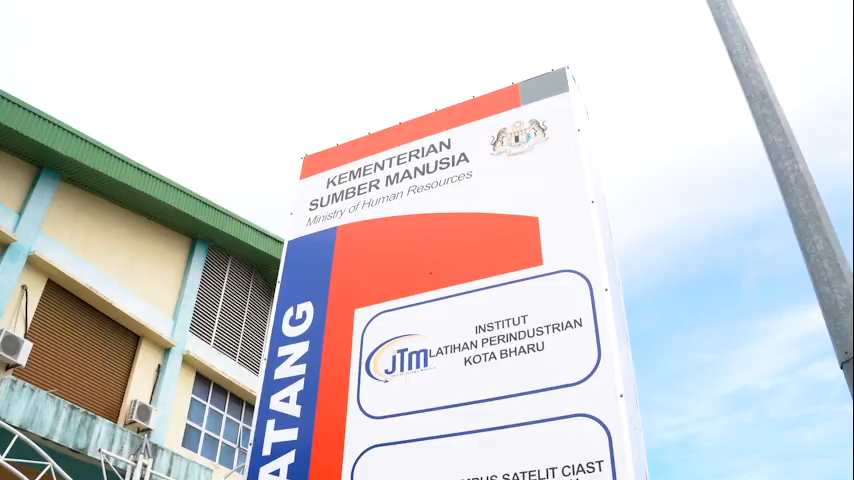 KEMENTERIAN
SUMBER MANUSIA
Ministry of Human Resources
ATANG
JTM
INSTITUT
LATIHAN PERINDUSTRIAN
KOTA BHARU
SATELIT CIAST